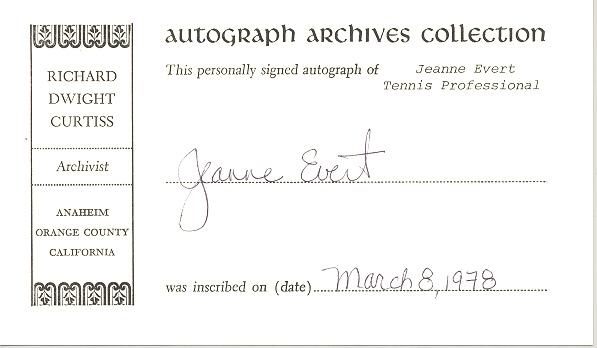 AUTOGRAPH ARCHIVES COLLECTION
This personally signed autograph of Jeanne Evert
Tennis Professional
RICHARD
DWIGHT
CURTISS
Archivist
ANAHEIM
ORANGE COUNTY
CALIFORNIA
Jeanne Evert
was inscribed on (date) March 8, 1978